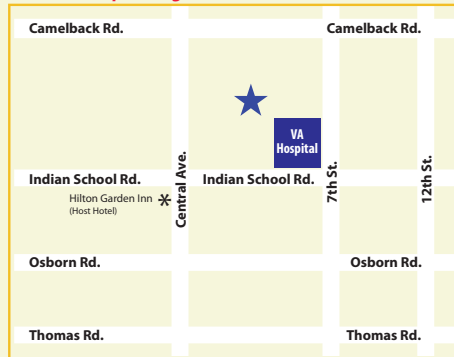 Camelback Rd. Camelback Rd.
VA
Hospital
Indian School Rd. Indian School Rd.
Hilton Garden Inn
(Host Hotel)
Central Ave.
7th St.
12th St.
Osborn Rd. Osborn Rd.
Thomas Rd. Thomas Rd.